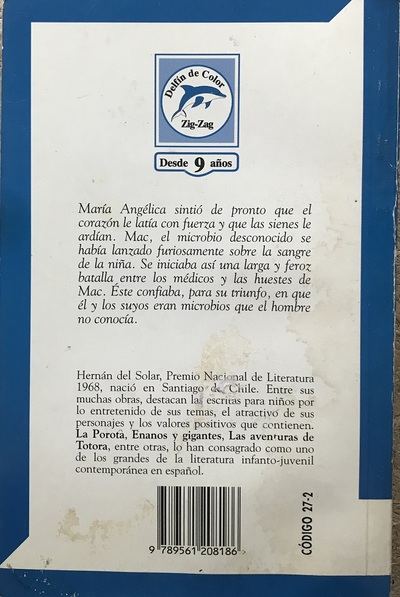 Delfín de Color
Zig-Zag
Desde 9 años
María Angélica sintió de pronto que el
corazón le latía con fuerza y que las sienes le
ardían. Mac, el microbio desconocido se
había lanzado furiosamente sobre la sangre
de la niña. Se iniciaba así una larga y feroz
batalla entre los médicos y las huestes de
Mac. Éste confiaba, para su triunfo, en que
él y los suyos eran microbios que el hombre
no conocía.
Hernán del Solar, Premio Nacional de Literatura
1968, nació en Santiago de Chile. Entre sus
muchas obras, destacan las escritas para niños por
lo entretenido de sus temas, el atractivo de sus
personajes y los valores positivos que contienen.
La Porota, Enanos y gigantes, Las aventuras de
Totora, entre otras, lo han consagrado como uno
de los grandes de la literatura infanto-juvenil
contemporánea en español.
9 789561 208186
CÓDIGO 27-2